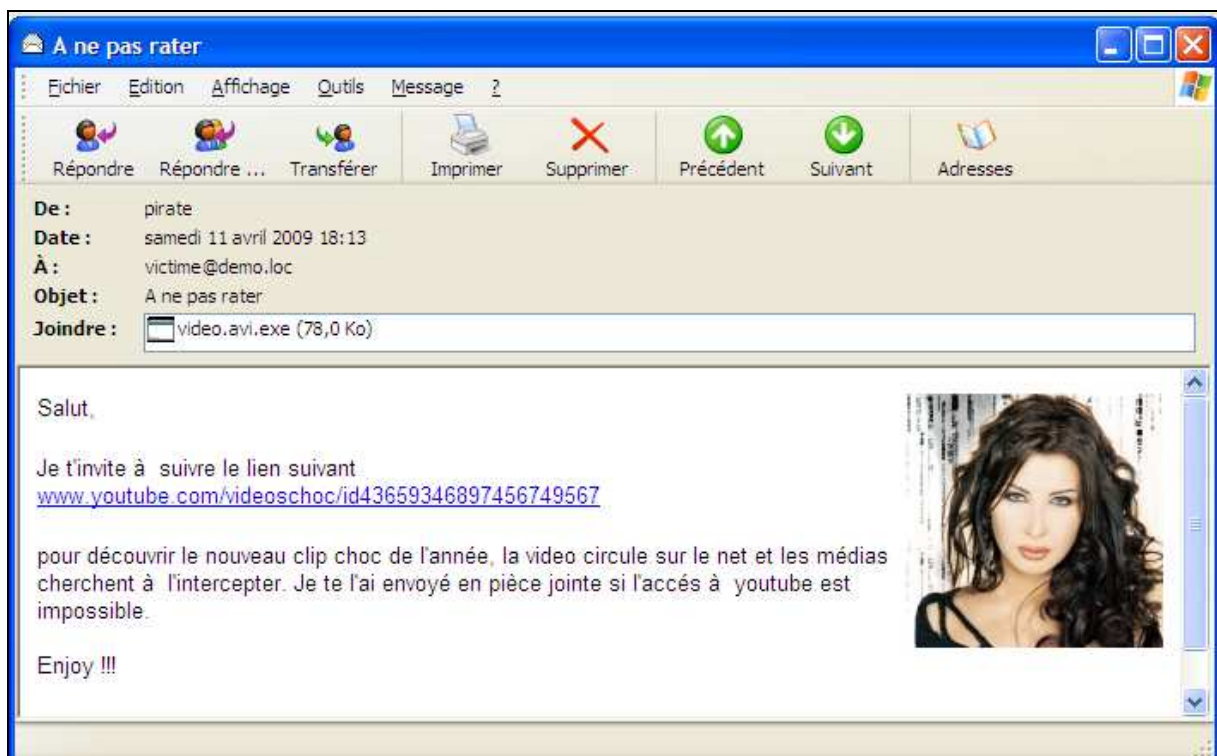 A ne pas rater
Fichier Edition Affichage Outils Message ?
Répondre Répondre ... Transférer Imprimer Supprimer Précédent Suivant Adresses
De : pirate
Date : samedi 11 avril 2009 18:13
À : victime@demo.loc
Objet : A ne pas rater
Joindre : video.avi.exe (78,0 Ko)
Salut,
Je t'invite à suivre le lien suivant
www.youtube.com/videoschoc/id43659346897456749567
pour découvrir le nouveau clip choc de l'année, la video circule sur le net et les médias
cherchent à l'intercepter. Je te l'ai envoyé en pièce jointe si l'accés à youtube est
impossible.
Enjoy !!!